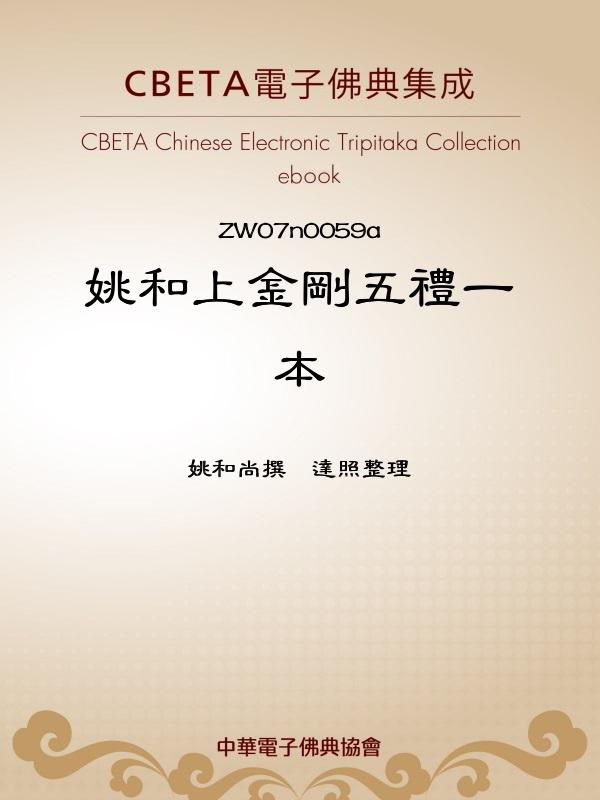 CBETA電子佛典集成
CBETA Chinese Electronic Tripitaka Collection
ebook
ZW07n0059a
姚和上金剛五禮一
本
姚和尚撰　達照整理
中華電子佛典協會